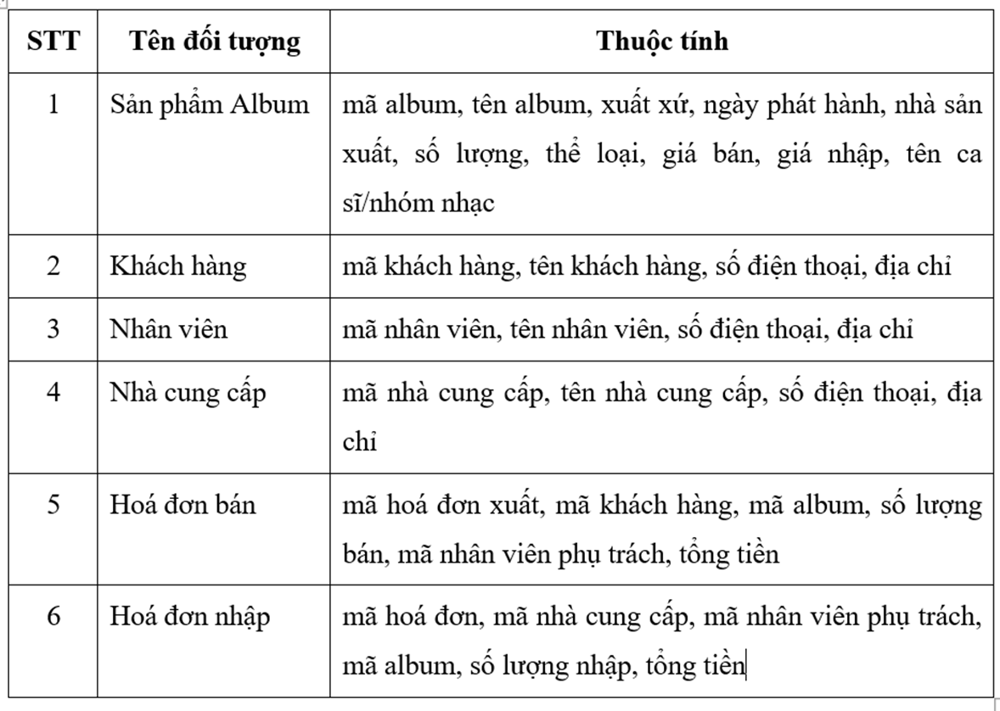 STT Tên đối tượng Thuộc tính
1 Sản phẩm Album mã album, tên album, xuất xứ, ngày phát hành, nhà sản
xuất, số lượng, thể loại, giá bán, giá nhập, tên ca
sĩ/nhóm nhạc
2 Khách hàng mã khách hàng, tên khách hàng, số điện thoại, địa chỉ
3 Nhân viên mã nhân viên, tên nhân viên, số điện thoại, địa chỉ
4 Nhà cung cấp mã nhà cung cấp, tên nhà cung cấp, số điện thoại, địa
chỉ
5 Hoá đơn bán mã hoá đơn xuất, mã khách hàng, mã album, số lượng
bán, mã nhân viên phụ trách, tổng tiền
6 Hoá đơn nhập mã hoá đơn, mã nhà cung cấp, mã nhân viên phụ trách,
mã album, số lượng nhập, tổng tiền